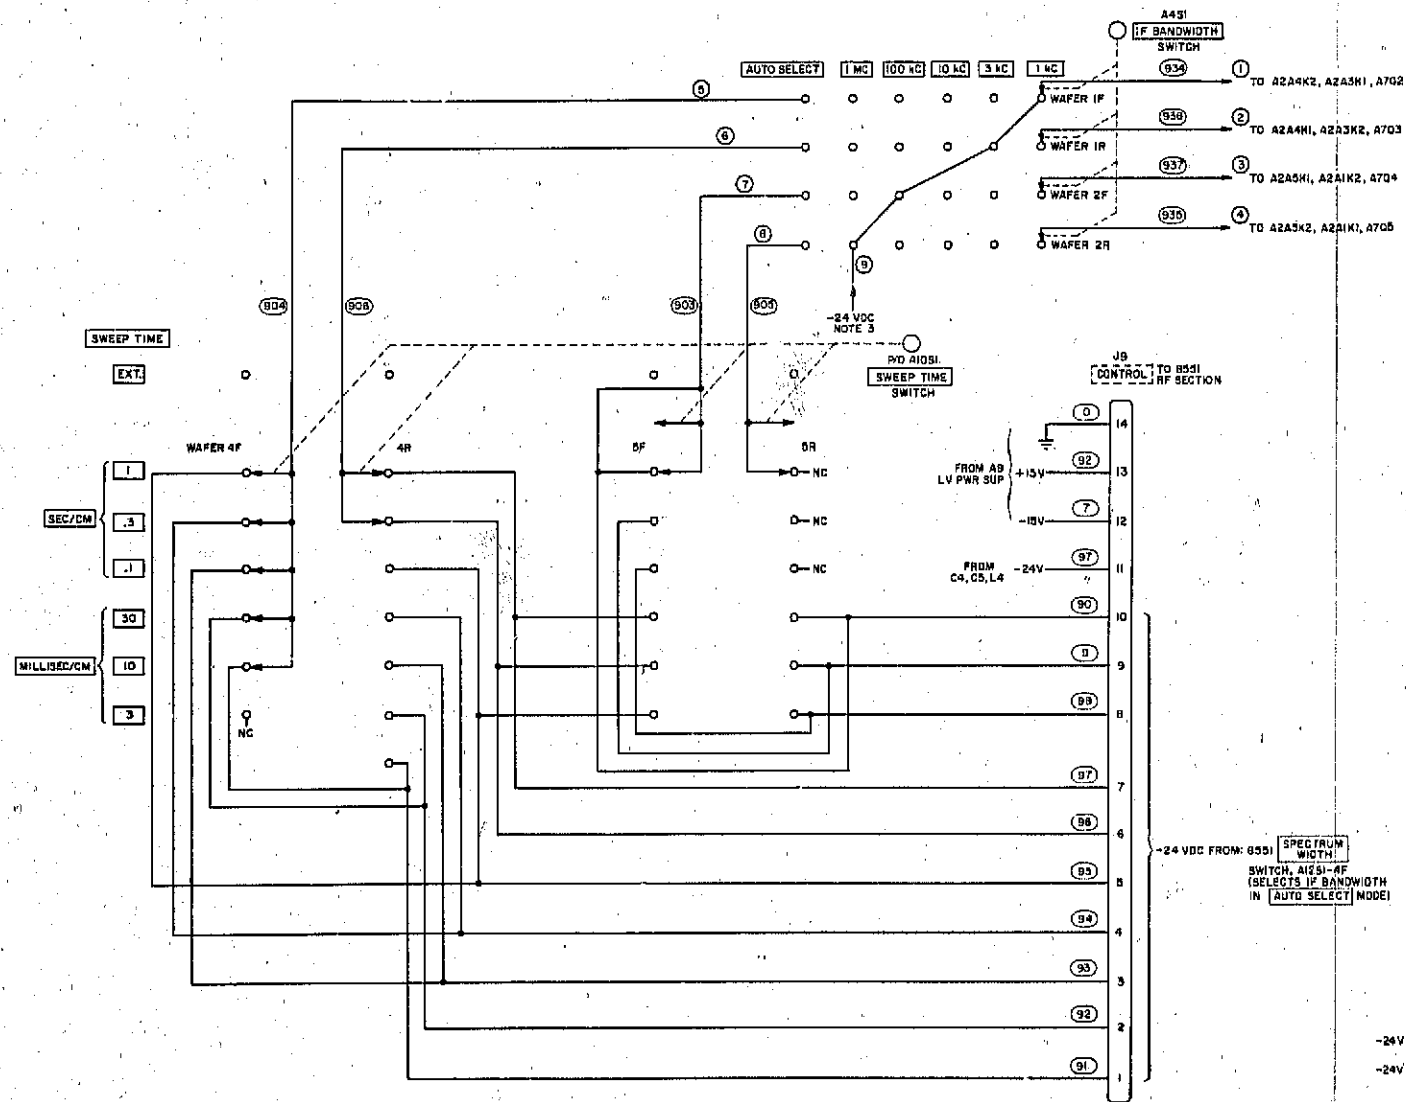 A4S1
IF BANDWIDTH
SWITCH
AUTO SELECT
1 MC
100 kC
10 kC
3 kC
1 kC
934
1
TO A2A4K2, A2A3K1, A702
5
WAFER 1F
2
TO A2A4K1, A2A3K2, A703
6
WAFER 1R
937
3
TO A2A5K1, A2A1K2, A704
7
WAFER 2F
935
4
TO A2A5K2, A2A1K1, A705
8
WAFER 2R
9
904
906
903
905
-24 VDC
NOTE 3
SWEEP TIME
P/O A10S1
SWEEP TIME
SWITCH
EXT.
J9
CONTROL
TO 8551
RF SECTION
WAFER 4F
4R
5F
5R
0
14
1
NC
FROM A9
LV PWR SUP
+15V
92
13
SEC/CM
.3
NC
-15V
7
12
.1
NC
FROM
C4, C5, L4
-24V
97
11
30
90
10
MILLISEC/CM
10
9
3
NC
98
8
97
7
96
6
-24 VDC FROM: 8551
SPECTRUM
WIDTH
SWITCH, A12S1-4F
(SELECTS IF BANDWIDTH
IN AUTO SELECT MODE)
95
5
94
4
93
3
92
2
91
1
-24V
-24V